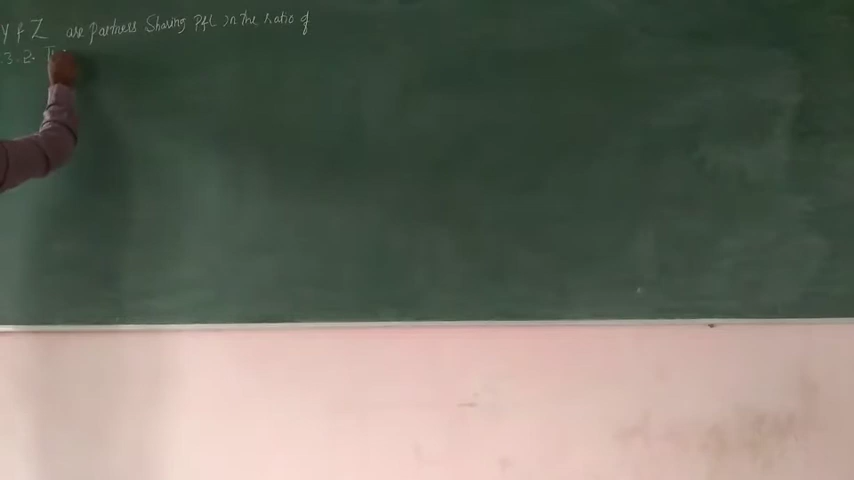 Y & Z are Partners Sharing P&L in the ratio of
3:2.